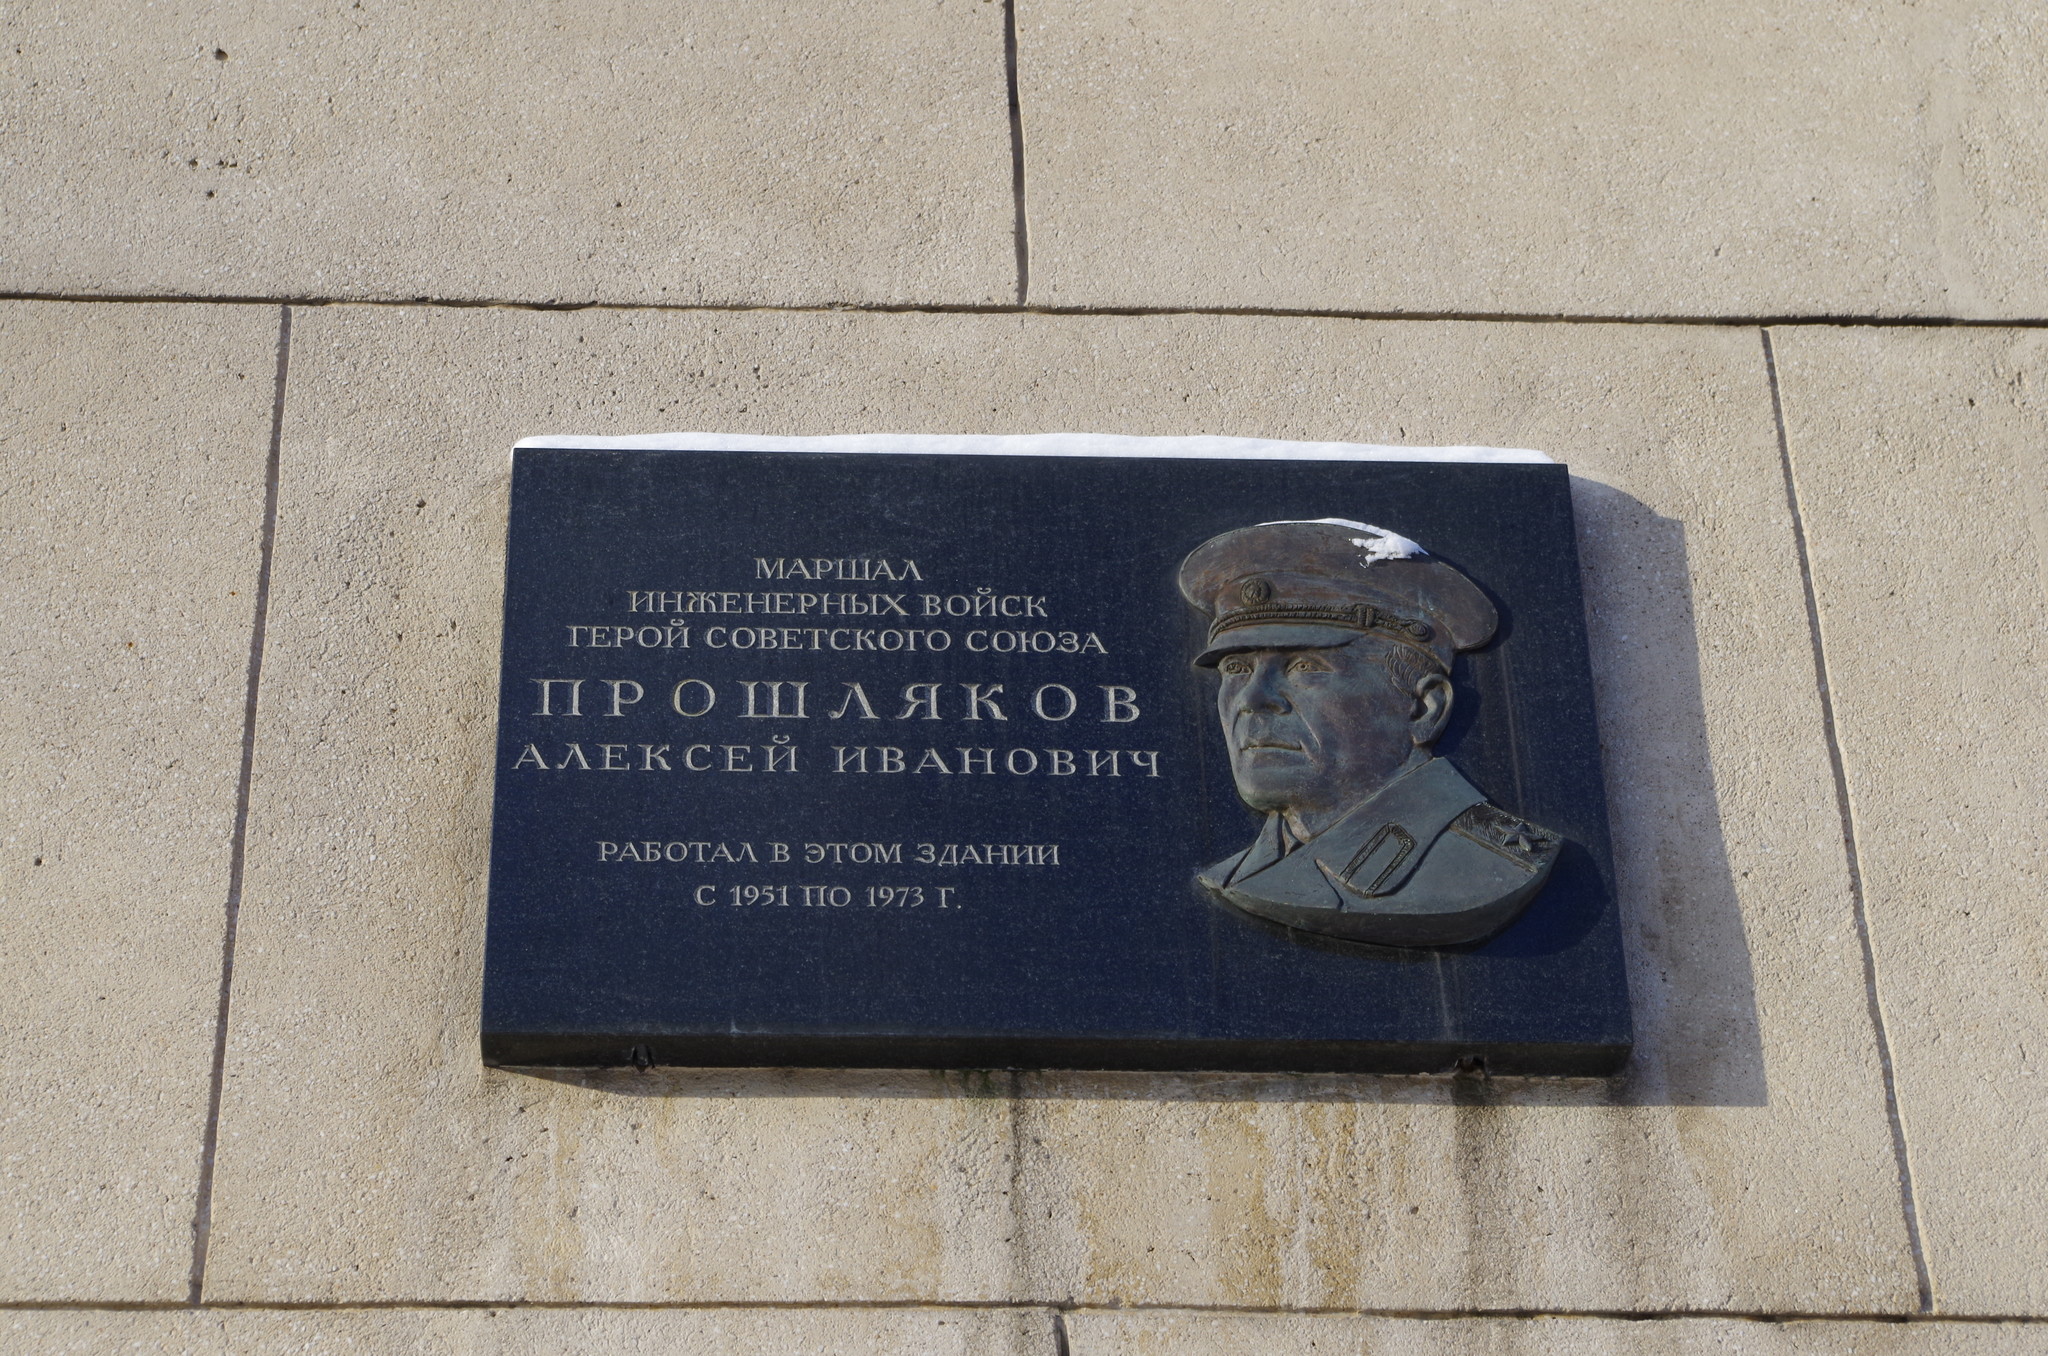 МАРШАЛ
ИНЖЕНЕРНЫХ ВОЙСК
ГЕРОЙ СОВЕТСКОГО СОЮЗА
ПРОШЛЯКОВ
АЛЕКСЕЙ ИВАНОВИЧ
РАБОТАЛ В ЭТОМ ЗДАНИИ
С 1951 ПО 1973 Г.